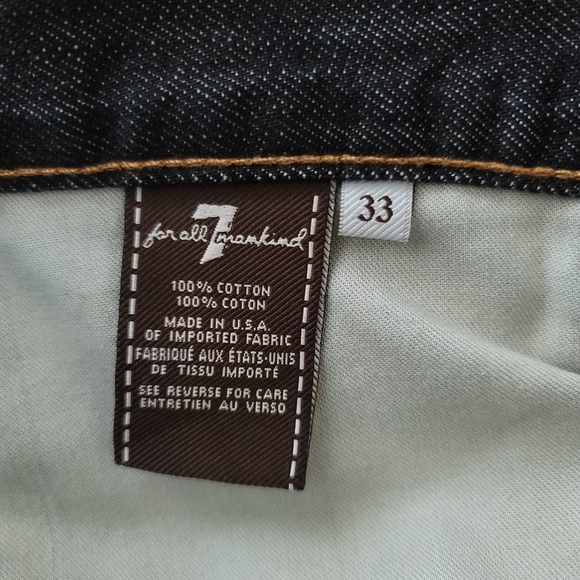 7
for all mankind
33
100% COTTON
100% COTON
MADE IN U.S.A.
OF IMPORTED FABRIC
FABRIQUÉ AUX ÉTATS-UNIS
DE TISSU IMPORTÉ
SEE REVERSE FOR CARE
ENTRETIEN AU VERSO